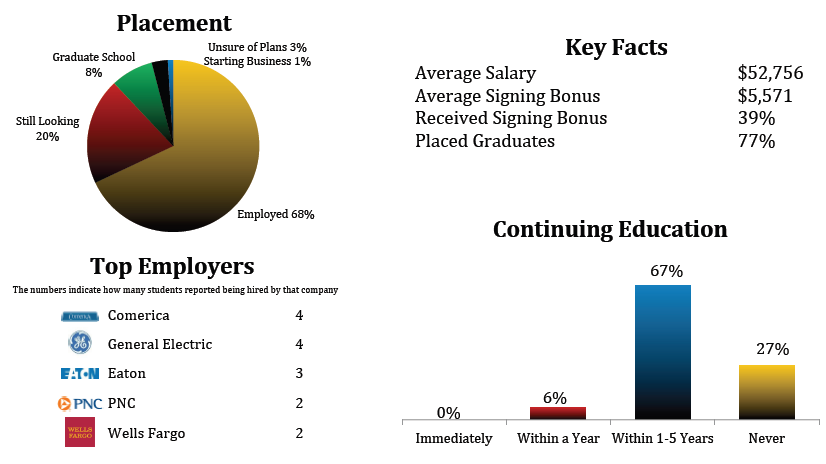 Placement
Unsure of Plans 3%
Starting Business 1%
Graduate School
8%
Still Looking
20%
Employed 68%
Key Facts
Average Salary $52,756
Average Signing Bonus $5,571
Received Signing Bonus 39%
Placed Graduates 77%
Top Employers
The numbers indicate how many students reported being hired by that company
Comerica 4
General Electric 4
EATON Eaton 3
PNC PNC 2
WELLS
FARGO
Wells Fargo 2
Continuing Education
67%
27%
6%
0%
Immediately Within a Year Within 1-5 Years Never